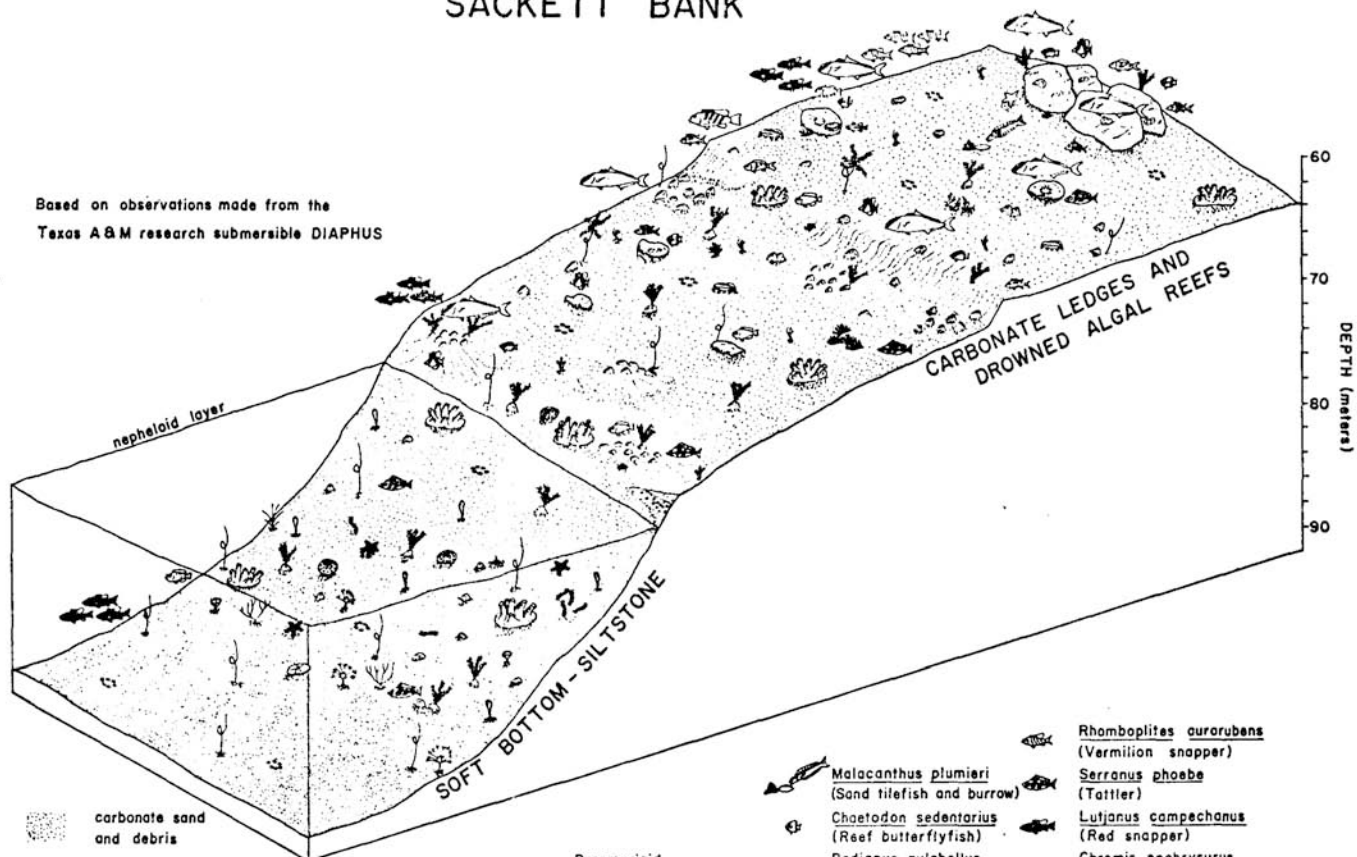 SACKETT BANK
Based on observations made from the
Texas A&M research submersible DIAPHUS
60
70
80
90
DEPTH (meters)
CARBONATE LEDGES AND
DROWNED ALGAL REEFS
nepheloid layer
SOFT BOTTOM - SILTSTONE
carbonate sand
and debris
Malacanthus plumieri
(Sand tilefish and burrow)
Chaetodon sedentarius
(Reef butterflyfish)
Rhomboplites aurorubens
(Vermilion snapper)
Serranus phoebe
(Tattler)
Lutjanus campechanus
(Red snapper)